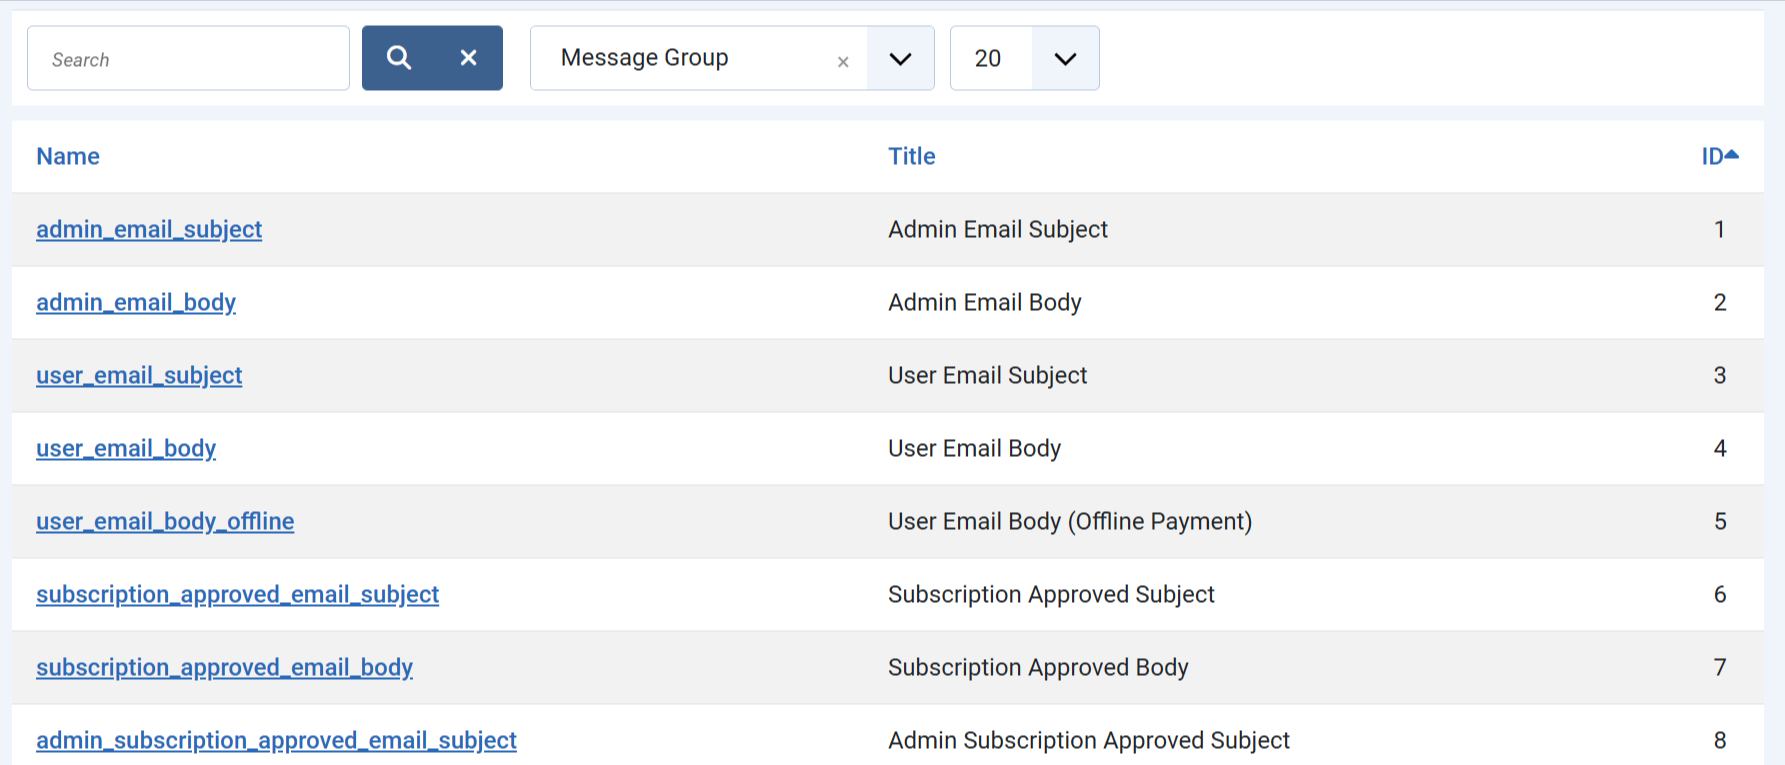 Search
Message Group × 20
Name Title ID
admin_email_subject Admin Email Subject 1
admin_email_body Admin Email Body 2
user_email_subject User Email Subject 3
user_email_body User Email Body 4
user_email_body_offline User Email Body (Offline Payment) 5
subscription_approved_email_subject Subscription Approved Subject 6
subscription_approved_email_body Subscription Approved Body 7
admin_subscription_approved_email_subject Admin Subscription Approved Subject 8